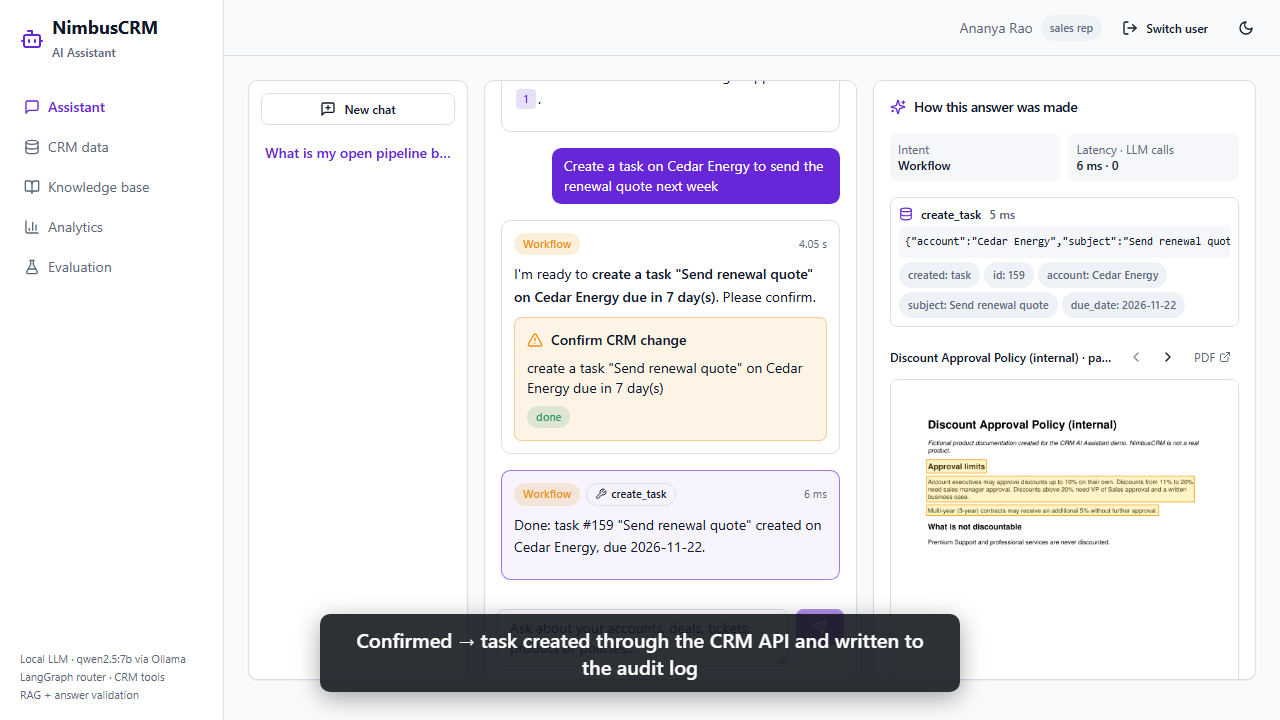 NimbusCRM
AI Assistant
Ananya Rao
sales rep
Switch user
Assistant
CRM data
Knowledge base
Analytics
Evaluation
Local LLM · qwen2.5:7b via Ollama
LangGraph router · CRM tools
RAG + answer validation
New chat
What is my open pipeline b...
1 .
Create a task on Cedar Energy to send the
renewal quote next week
Workflow
4.05 s
I'm ready to create a task "Send renewal quote"
on Cedar Energy due in 7 day(s). Please confirm.
Confirm CRM change
create a task "Send renewal quote" on Cedar
Energy due in 7 day(s)
done
Workflow
create_task
6 ms
Done: task #159 "Send renewal quote" created on
Cedar Energy, due 2026-11-22.
Ask about your accounts, deals, tickets,
Confirmed → task created through the CRM API and written to
the audit log
How this answer was made
Intent
Workflow
Latency · LLM calls
6 ms · 0
create_task 5 ms
{"account":"Cedar Energy","subject":"Send renewal quot
created: task
id: 159
account: Cedar Energy
subject: Send renewal quote
due_date: 2026-11-22
Discount Approval Policy (internal) · pa...
PDF
Discount Approval Policy (internal)
Fictional product documentation created for the CRM AI Assistant demo. NimbusCRM is not a real
product.
Approval limits
Account executives may approve discounts up to 10% on their own. Discounts from 11% to 20%
need sales manager approval. Discounts above 20% need VP of Sales approval and a written
business case.
Multi-year (3-year) contracts may receive an additional 5% without further approval.
What is not discountable
Premium Support and professional services are never discounted.